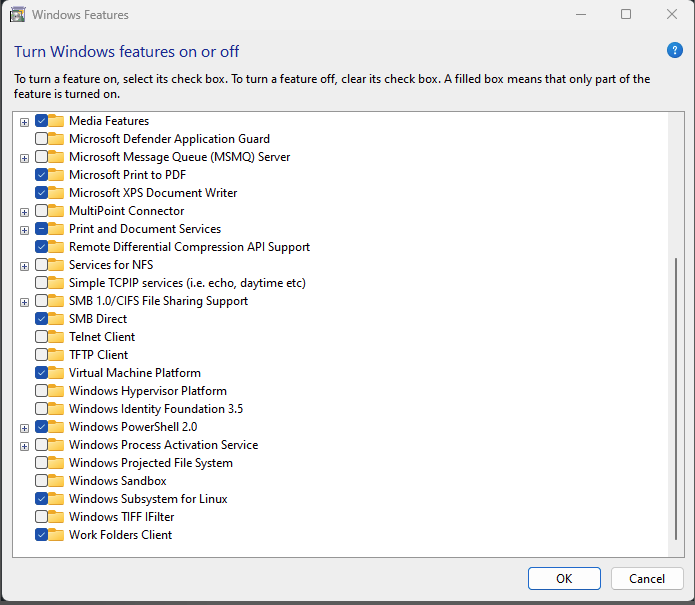 Windows Features
Turn Windows features on or off
?
To turn a feature on, select its check box. To turn a feature off, clear its check box. A filled box means that only part of the
feature is turned on.
Media Features
Microsoft Defender Application Guard
Microsoft Message Queue (MSMQ) Server
Microsoft Print to PDF
Microsoft XPS Document Writer
MultiPoint Connector
Print and Document Services
Remote Differential Compression API Support
Services for NFS
Simple TCPIP services (i.e. echo, daytime etc)
SMB 1.0/CIFS File Sharing Support
SMB Direct
Telnet Client
TFTP Client
Virtual Machine Platform
Windows Hypervisor Platform
Windows Identity Foundation 3.5
Windows PowerShell 2.0
Windows Process Activation Service
Windows Projected File System
Windows Sandbox
Windows Subsystem for Linux
Windows TIFF IFilter
Work Folders Client
OK Cancel